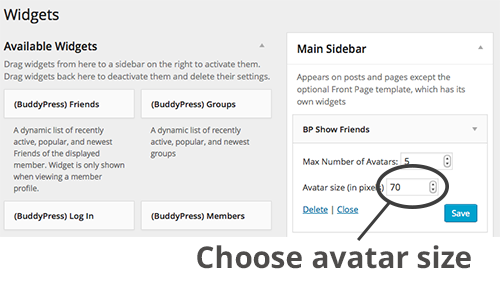 Widgets
Available Widgets
Drag widgets from here to a sidebar on the right to activate them.
Drag widgets back here to deactivate them and delete their settings.
(BuddyPress) Friends
A dynamic list of recently
active, popular, and newest
Friends of the displayed
member. Widget is only shown
when viewing a member
profile.
(BuddyPress) Groups
A dynamic list of recently
active, popular, and newest
groups
(BuddyPress) Log In
(BuddyPress) Members
Main Sidebar
Appears on posts and pages except the
optional Front Page template, which has its
own widgets
BP Show Friends
Max Number of Avatars: 5
Avatar size (in pixels) 70
Delete | Close
Save
Choose avatar size